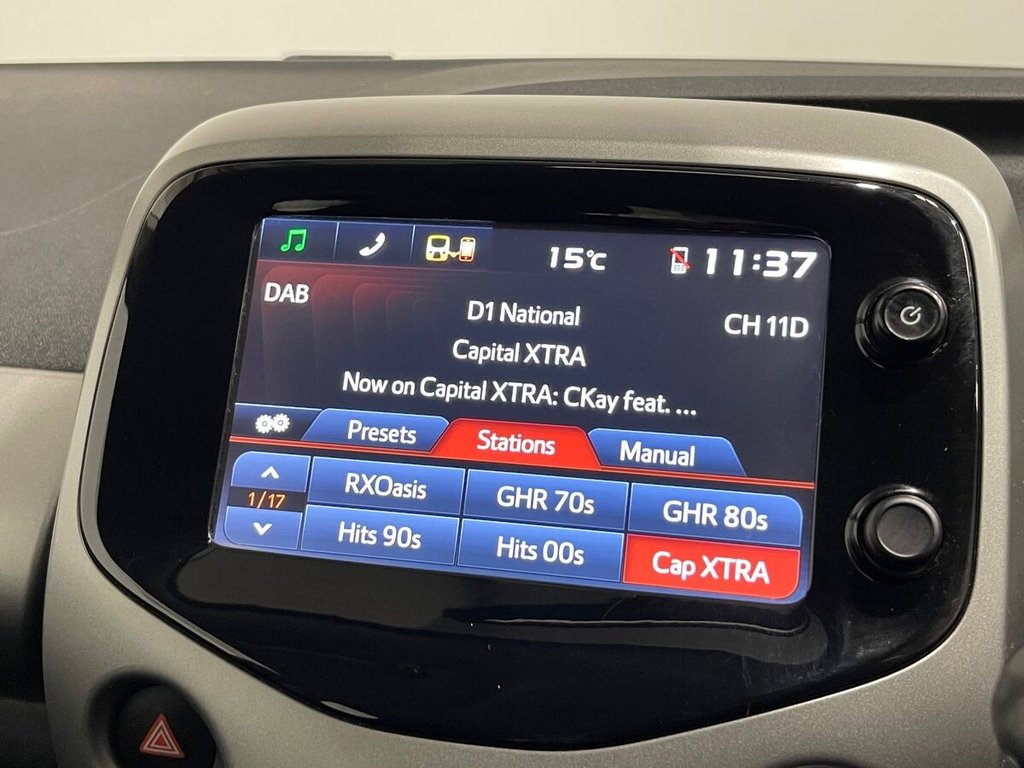 15°C
11:37
DAB
D1 National
CH 11D
Capital XTRA
Now on Capital XTRA: CKay feat. ...
Presets
Stations
Manual
1/17
RXOasis
GHR 70s
GHR 80s
Hits 90s
Hits 00s
Cap XTRA